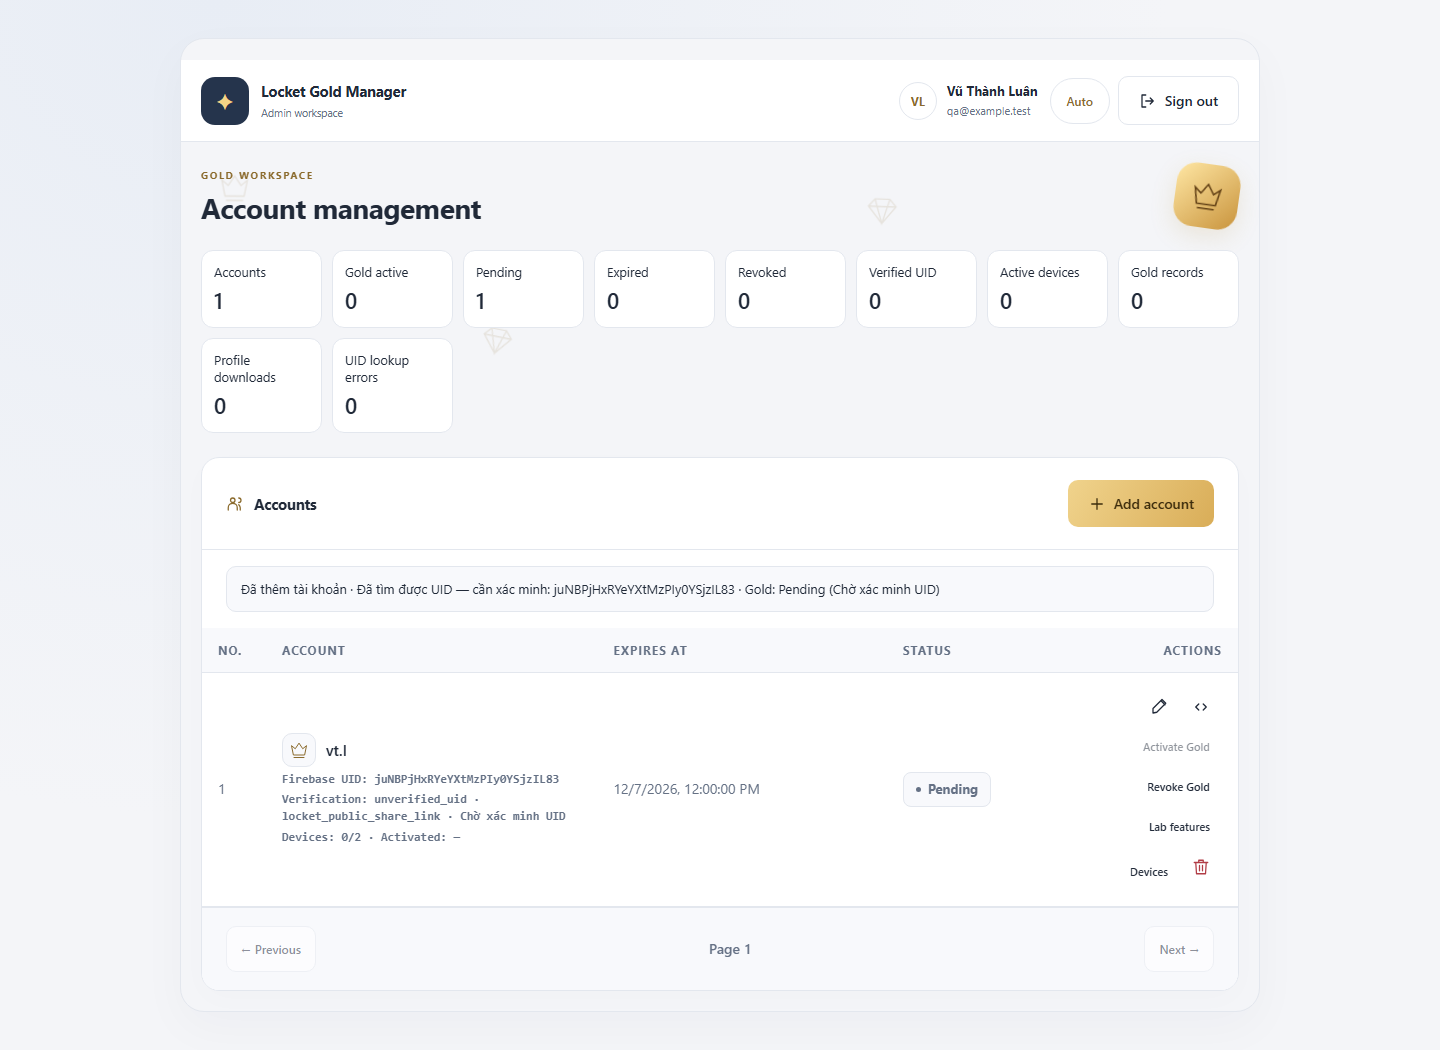 Locket Gold Manager
Admin workspace
VL
Vũ Thành Luân
qa@example.test
Auto
Sign out
GOLD WORKSPACE
Account management
Accounts
1
Gold active
0
Pending
1
Expired
0
Revoked
0
Verified UID
0
Active devices
0
Gold records
0
Profile downloads
0
UID lookup errors
0
Accounts
+ Add account
Đã thêm tài khoản · Đã tìm được UID — cần xác minh: juNBPjHxRYeYXtMzPIy0YSjzIL83 · Gold: Pending (Chờ xác minh UID)
NO. ACCOUNT EXPIRES AT STATUS ACTIONS
1
vt.l
Firebase UID: juNBPjHxRYeYXtMzPIy0YSjzIL83
Verification: unverified_uid ·
locket_public_share_link · Chờ xác minh UID
Devices: 0/2 · Activated: —
12/7/2026, 12:00:00 PM
Pending
Activate Gold
Revoke Gold
Lab features
Devices
← Previous
Page 1
Next →